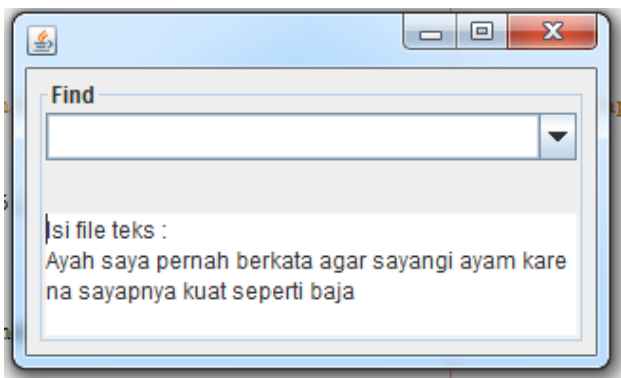 Find
Isi file teks :
Ayah saya pernah berkata agar sayangi ayam kare
na sayapnya kuat seperti baja